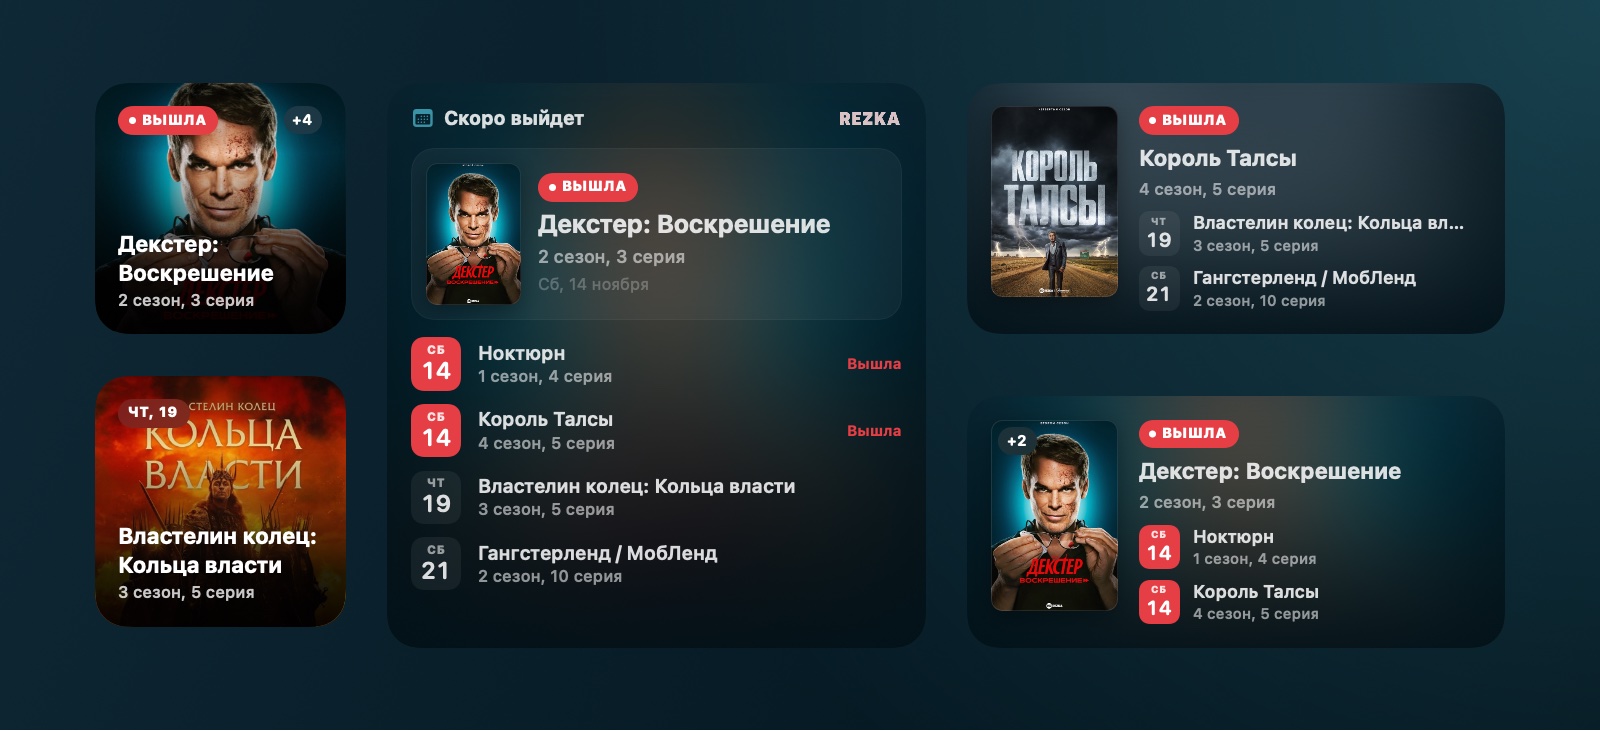 ВЫШЛА
+4
Декстер:
Воскрешение
2 сезон, 3 серия
ЧТ, 19
СТЕЛИН КОЛЕЦ
КОЛЬЦА
ВЛАСТИ
Властелин колец:
Кольца власти
3 сезон, 5 серия
Скоро выйдет
REZKA
ДЕКСТЕР
ВОСКРЕШЕНИЕ
ВЫШЛА
Декстер: Воскрешение
2 сезон, 3 серия
Сб, 14 ноября
СБ
14
Ноктюрн
1 сезон, 4 серия
Вышла
СБ
14
Король Талсы
4 сезон, 5 серия
Вышла
ЧТ
19
Властелин колец: Кольца власти
3 сезон, 5 серия
СБ
21
Гангстерленд / МобЛенд
2 сезон, 10 серия
КОРОЛЬ
ТАЛСЫ
ВЫШЛА
Король Талсы
4 сезон, 5 серия
ЧТ
19
Властелин колец: Кольца вл...
3 сезон, 5 серия
СБ
21
Гангстерленд / МобЛенд
2 сезон, 10 серия
+2
ДЕКСТЕР
ВОСКРЕШЕНИЕ
ВЫШЛА
Декстер: Воскрешение
2 сезон, 3 серия
СБ
14
Ноктюрн
1 сезон, 4 серия
СБ
14
Король Талсы
4 сезон, 5 серия